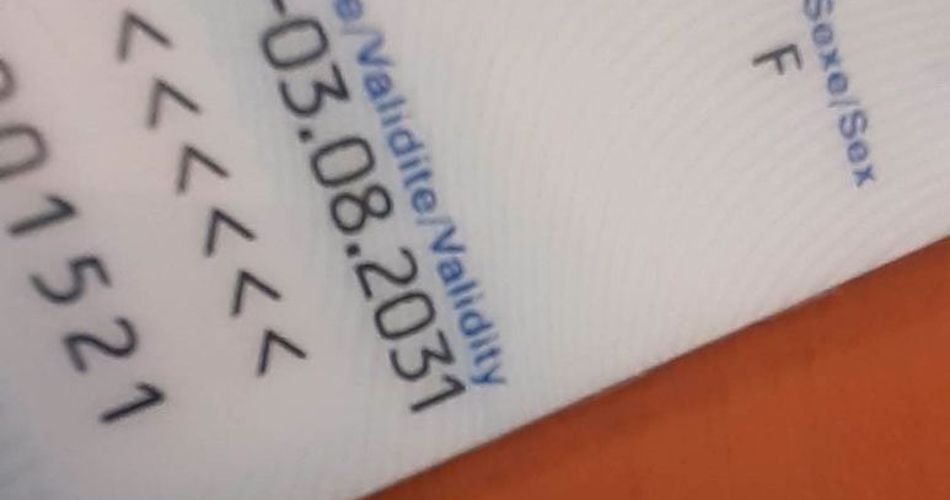 Sexe/Sex
F
e/Validite/Validity
-03.08.2031
<<<<<<
01521